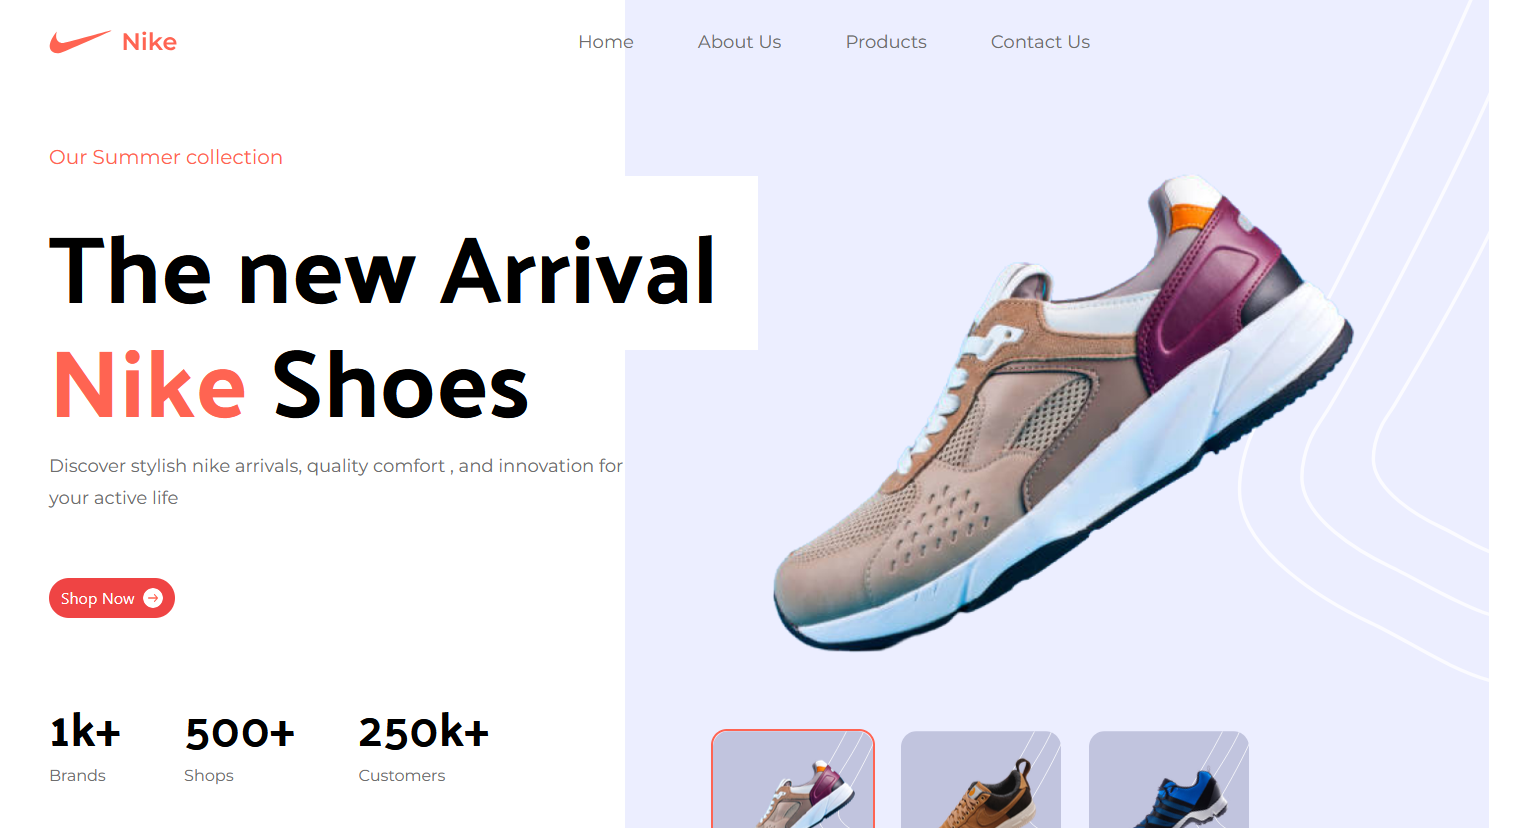 Nike
Home About Us Products Contact Us
Our Summer collection
The new Arrival
Nike Shoes
Discover stylish nike arrivals, quality comfort , and innovation for
your active life
Shop Now
1k+ 500+ 250k+
Brands Shops Customers